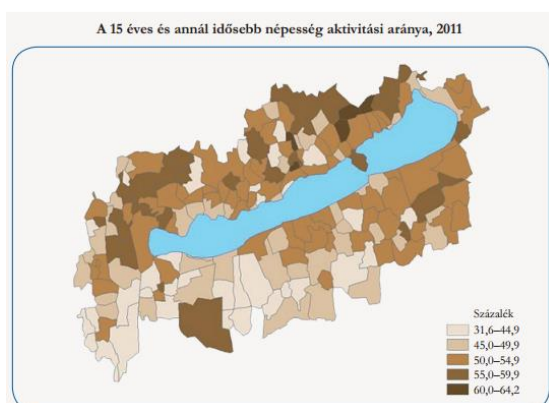 A 15 éves és annál idősebb népesség aktivitási aránya, 2011
Százalék
31,6–44,9
45,0–49,9
50,0–54,9
55,0–59,9
60,0–64,2